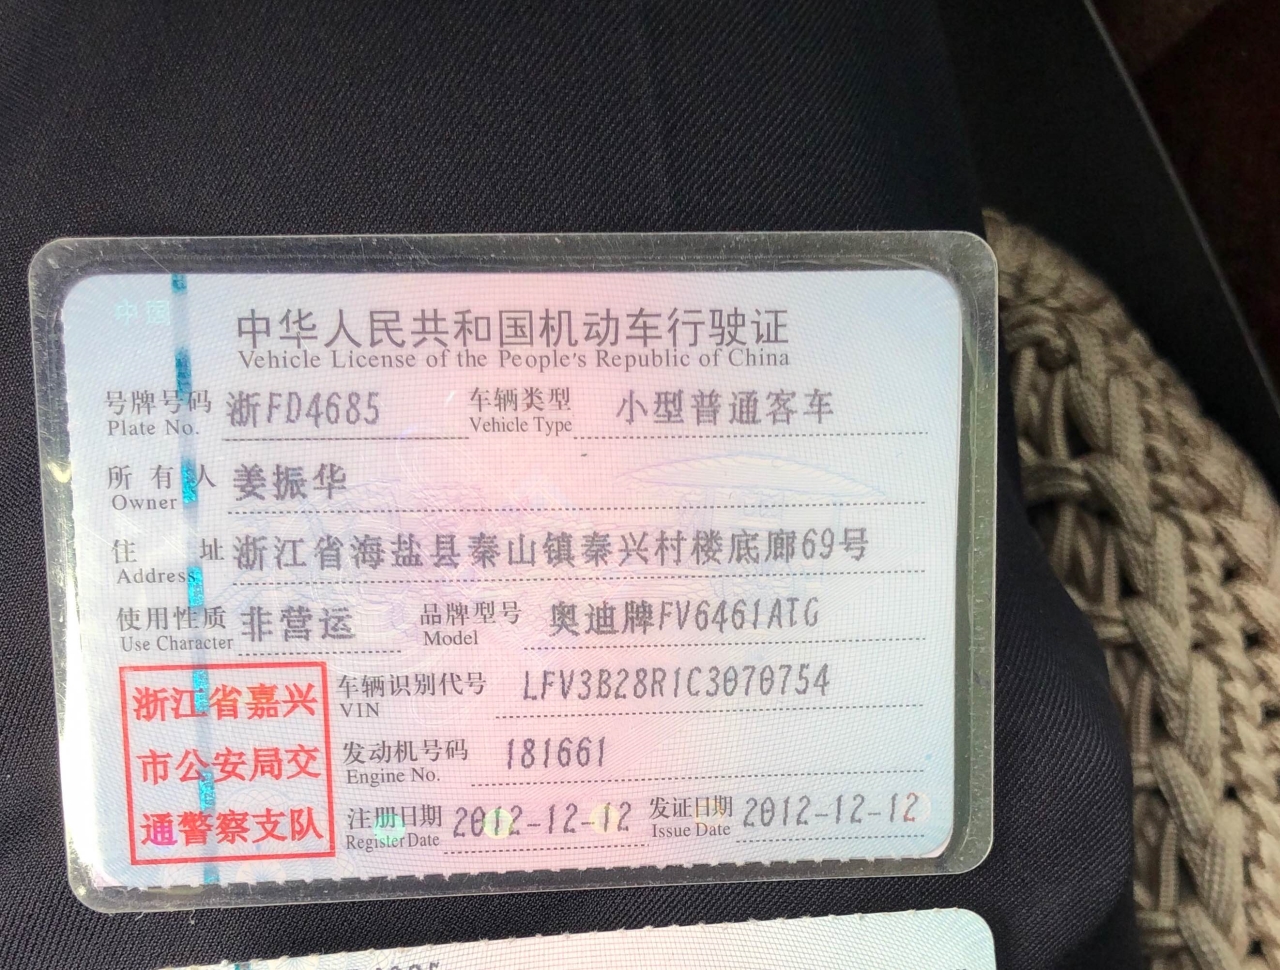 中国
中华人民共和国机动车行驶证
Vehicle License of the People's Republic of China
号牌号码 浙FD4685 车辆类型 小型普通客车
Plate No. Vehicle Type
所有人 姜振华
Owner
住址 浙江省海盐县秦山镇秦兴村楼底廊69号
Address
使用性质 非营运 品牌型号 奥迪牌FV6461ATG
Use Character Model
浙江省嘉兴
市公安局交
通警察支队
车辆识别代号 LFV3B28R1C3070754
VIN
发动机号码 181661
Engine No.
注册日期 2012-12-12 发证日期 2012-12-12
Register Date Issue Date